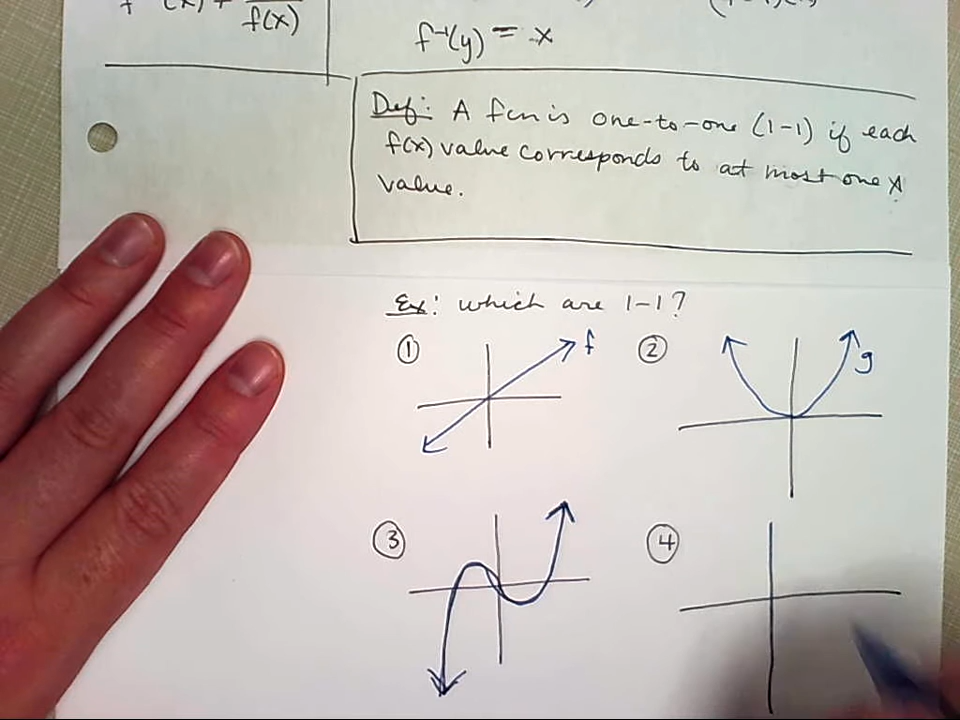 f(x)
f⁻¹(y) = x
Def: A fcn is one-to-one (1-1) if each
f(x) value corresponds to at most one x
value.
Ex: which are 1-1?
① f ② g
③ ④